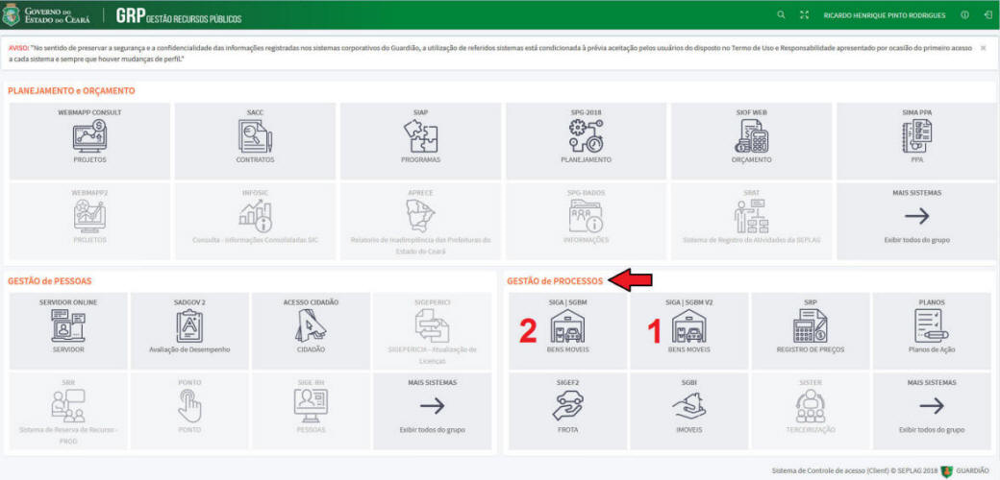 GOVERNO DO
ESTADO DO CEARÁ
GRP GESTÃO RECURSOS PÚBLICOS
RICARDO HENRIQUE PINTO RODRIGUES
AVISO: "No sentido de preservar a segurança e a confidencialidade das informações registradas nos sistemas corporativos do Guardião, a utilização de referidos sistemas está condicionada à prévia aceitação pelos usuários do disposto no Termo de Uso e Responsabilidade apresentado por ocasião do primeiro acesso
a cada sistema e sempre que houver mudanças de perfil."
PLANEJAMENTO e ORÇAMENTO
WEBMAPP CONSULT
PROJETOS
SACC
CONTRATOS
SIAP
PROGRAMAS
SPG-2018
PLANEJAMENTO
SIOF WEB
ORÇAMENTO
SIMA PPA
PPA
WEBMAPP2
PROJETOS
INFOSIC
Consulta - Informações Consolidadas SIC
APRECE
Relatorio de Inadimplência das Prefeituras do
Estado do Ceará
SPG-DADOS
INFORMAÇÕES
SRAT
Sistema de Registro de Atividades da SEPLAG
MAIS SISTEMAS
Exibir todos do grupo
GESTÃO de PESSOAS
SERVIDOR ONLINE
SERVIDOR
SADGOV 2
Avaliação de Desempenho
ACESSO CIDADÃO
CIDADÃO
SIGEPERICI
SIGEPERICIA - Atualização de
Licenças
SRR
Sistema de Reserva de Recurso -
PROD
PONTO
PONTO
SIGE-RH
PESSOAS
MAIS SISTEMAS
Exibir todos do grupo
GESTÃO de PROCESSOS
SIGA | SGBM
2
BENS MOVEIS
SIGA | SGBM V2
1
BENS MOVEIS
SRP
REGISTRO DE PREÇOS
PLANOS
Planos de Ação
SIGEF2
FROTA
SGBI
IMOVEIS
SISTER
TERCEIRIZAÇÃO
MAIS SISTEMAS
Exibir todos do grupo
Sistema de Controle de acesso (Client) © SEPLAG 2018 GUARDIÃO